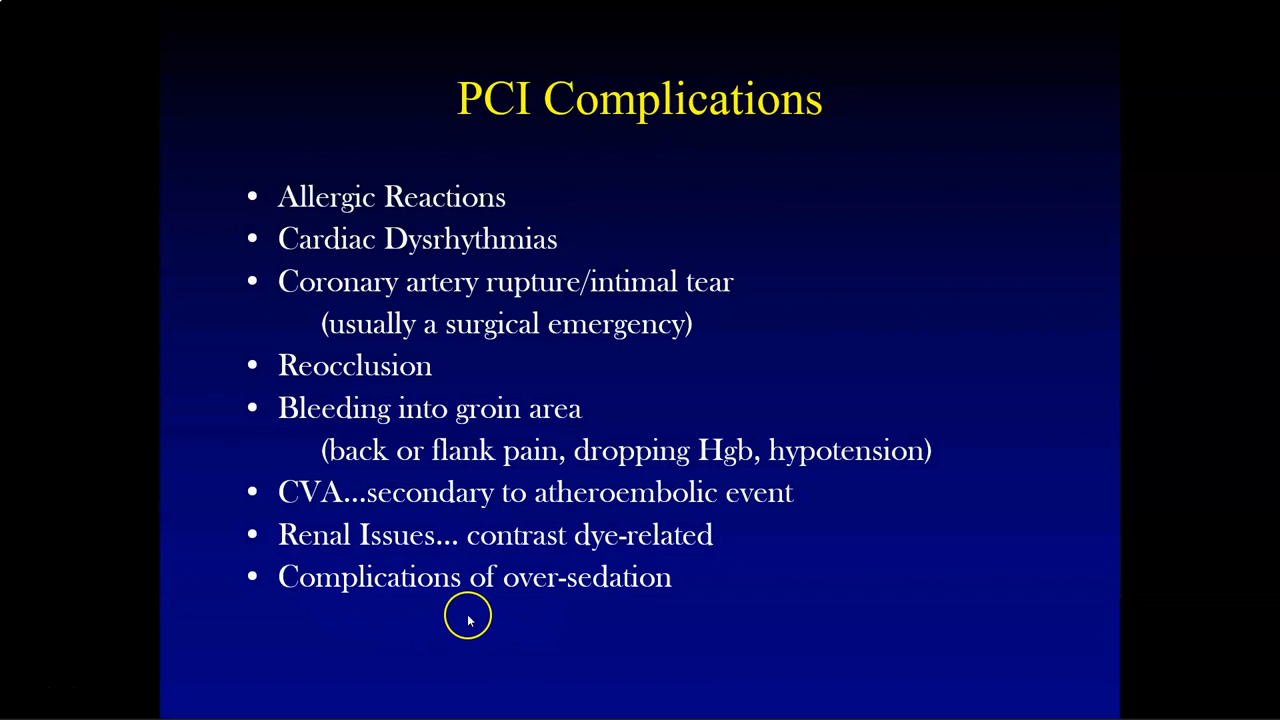 PCI Complications
• Allergic Reactions
• Cardiac Dysrhythmias
• Coronary artery rupture/intimal tear
(usually a surgical emergency)
• Reocclusion
• Bleeding into groin area
(back or flank pain, dropping Hgb, hypotension)
• CVA...secondary to atheroembolic event
• Renal Issues... contrast dye-related
• Complications of over-sedation